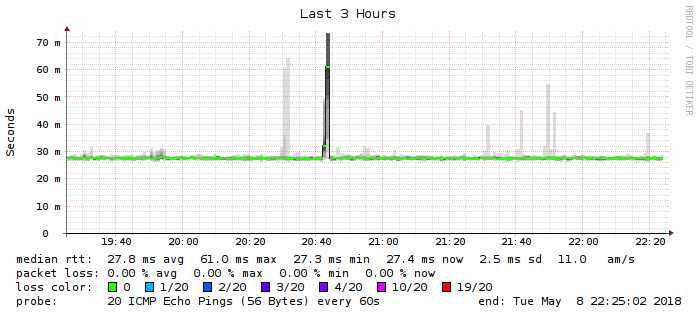 Last 3 Hours
RRDTOOL / TOBI OETIKER
Seconds
70 m
60 m
50 m
40 m
30 m
20 m
10 m
0
19:40 20:00 20:20 20:40 21:00 21:20 21:40 22:00 22:20
median rtt: 27.8 ms avg 61.0 ms max 27.3 ms min 27.4 ms now 2.5 ms sd 11.0 am/s
packet loss: 0.00 % avg 0.00 % max 0.00 % min 0.00 % now
loss color: 0 1/20 2/20 3/20 4/20 10/20 19/20
probe: 20 ICMP Echo Pings (56 Bytes) every 60s end: Tue May 8 22:25:02 2018